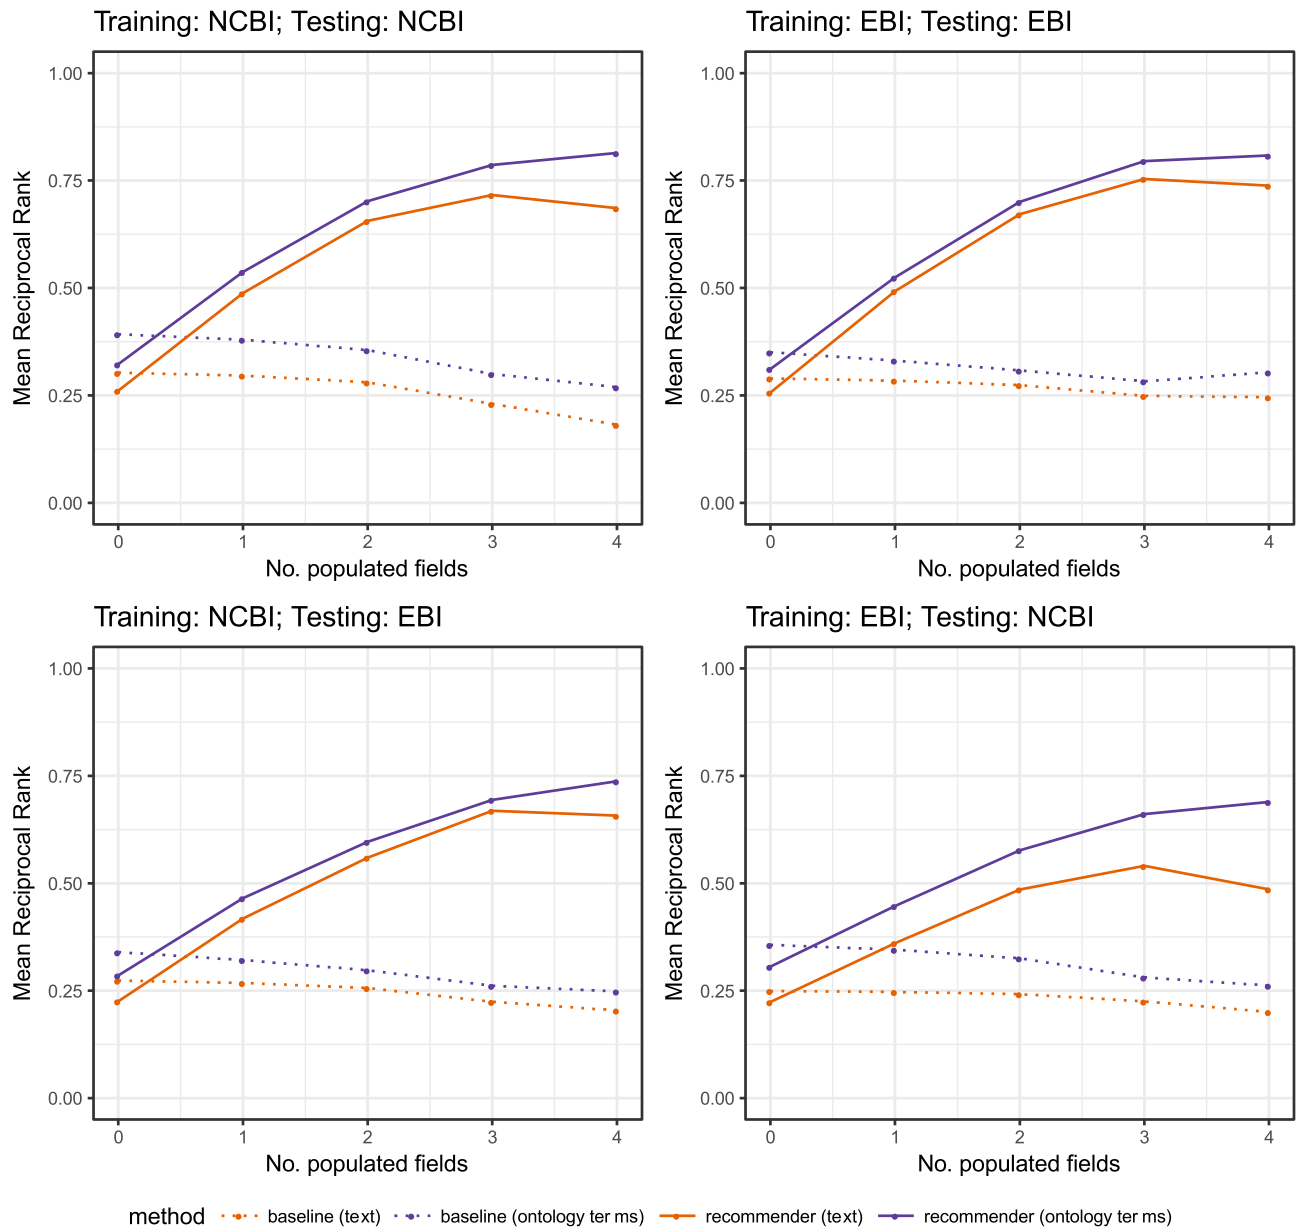 Training: NCBI; Testing: NCBI
Mean Reciprocal Rank
1.00
0.75
0.50
0.25
0.00
0 1 2 3 4
No. populated fields
Training: EBI; Testing: EBI
Mean Reciprocal Rank
1.00
0.75
0.50
0.25
0.00
0 1 2 3 4
No. populated fields
Training: NCBI; Testing: EBI
Mean Reciprocal Rank
1.00
0.75
0.50
0.25
0.00
0 1 2 3 4
No. populated fields
Training: EBI; Testing: NCBI
Mean Reciprocal Rank
1.00
0.75
0.50
0.25
0.00
0 1 2 3 4
No. populated fields
method baseline (text) baseline (ontology ter ms) recommender (text) recommender (ontology ter ms)